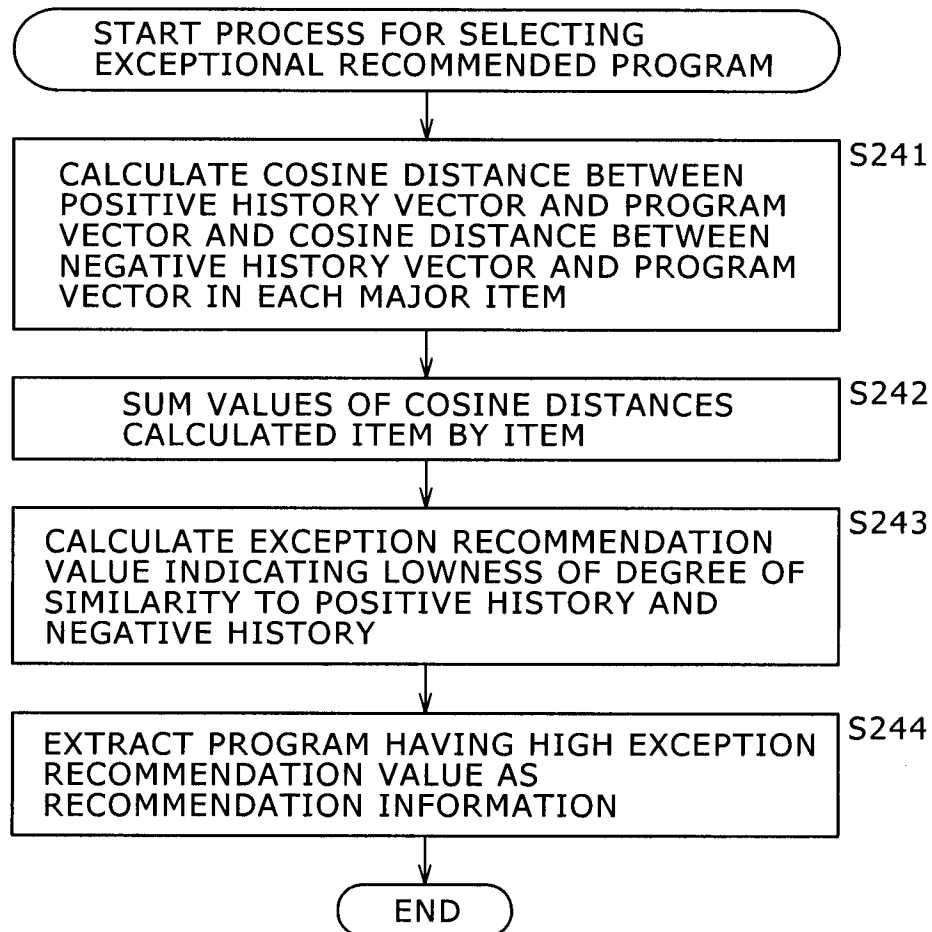 START PROCESS FOR SELECTING
EXCEPTIONAL RECOMMENDED PROGRAM
S241
CALCULATE COSINE DISTANCE BETWEEN
POSITIVE HISTORY VECTOR AND PROGRAM
VECTOR AND COSINE DISTANCE BETWEEN
NEGATIVE HISTORY VECTOR AND PROGRAM
VECTOR IN EACH MAJOR ITEM
S242
SUM VALUES OF COSINE DISTANCES
CALCULATED ITEM BY ITEM
S243
CALCULATE EXCEPTION RECOMMENDATION
VALUE INDICATING LOWNESS OF DEGREE OF
SIMILARITY TO POSITIVE HISTORY AND
NEGATIVE HISTORY
S244
EXTRACT PROGRAM HAVING HIGH EXCEPTION
RECOMMENDATION VALUE AS
RECOMMENDATION INFORMATION
END